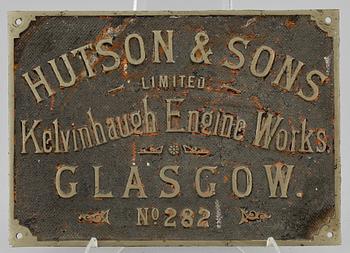 HUTSON & SONS
LIMITED
Kelvinhaugh Engine Works.
GLASGOW.
No 282